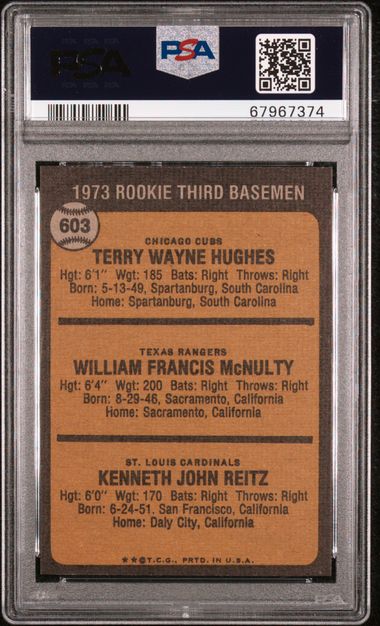 PSA
PSA
67967374
1973 ROOKIE THIRD BASEMEN
603
CHICAGO CUBS
TERRY WAYNE HUGHES
Hgt: 6'1" Wgt: 185 Bats: Right Throws: Right
Born: 5-13-49, Spartanburg, South Carolina
Home: Spartanburg, South Carolina
TEXAS RANGERS
WILLIAM FRANCIS McNULTY
Hgt: 6'4" Wgt: 200 Bats: Right Throws: Right
Born: 8-29-46, Sacramento, California
Home: Sacramento, California
ST. LOUIS CARDINALS
KENNETH JOHN REITZ
Hgt: 6'0" Wgt: 170 Bats: Right Throws: Right
Born: 6-24-51, San Francisco, California
Home: Daly City, California
★★©T.C.G., PRTD. IN U.S.A.
PSA